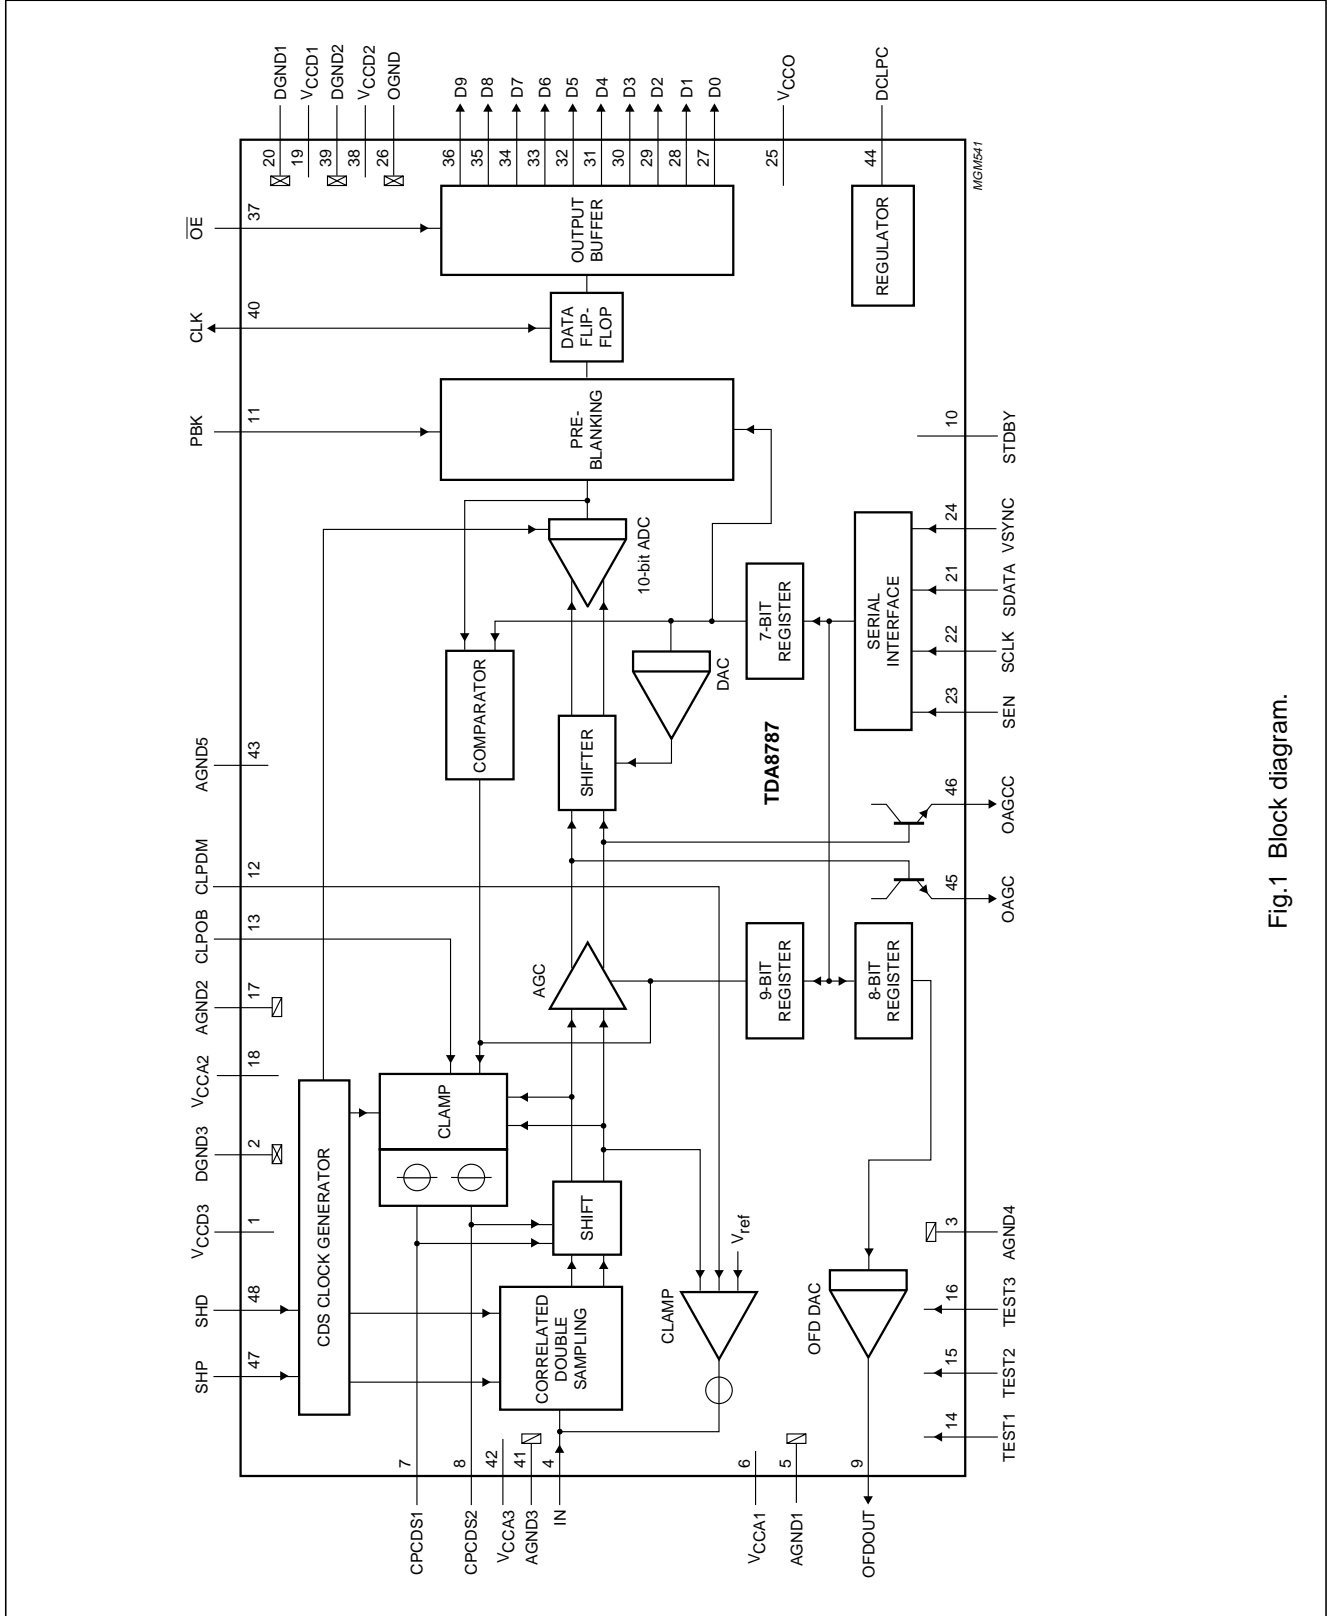 DGND1
VCCD1
DGND2
VCCD2
OGND
20
19
39
38
26
D9
D8
D7
D6
D5
D4
D3
D2
D1
D0
36
35
34
33
32
31
30
29
28
27
VCCO
25
DCLPC
44
MGM541
OE
37
OUTPUT
BUFFER
REGULATOR
CLK
40
DATA
FLIP-
FLOP
PBK
11
PRE-
BLANKING
10
STDBY
10-bit ADC
24
VSYNC
21
SDATA
22
SCLK
23
SEN
SERIAL
INTERFACE
7-BIT
REGISTER
DAC
COMPARATOR
SHIFTER
TDA8787
AGND5
43
46
OAGCC
45
OAGC
CLPDM
12
CLPOB
13
AGC
9-BIT
REGISTER
8-BIT
REGISTER
AGND2
17
VCCA2
18
DGND3
2
VCCD3
1
SHD
48
SHP
47
CDS CLOCK GENERATOR
CLAMP
SHIFT
Vref
CLAMP
CORRELATED
DOUBLE
SAMPLING
OFD DAC
3
AGND4
16
TEST3
15
TEST2
14
TEST1
7
CPCDS1
8
CPCDS2
42
VCCA3
41
AGND3
4
IN
6
VCCA1
5
AGND1
9
OFDOUT
Fig.1 Block diagram.